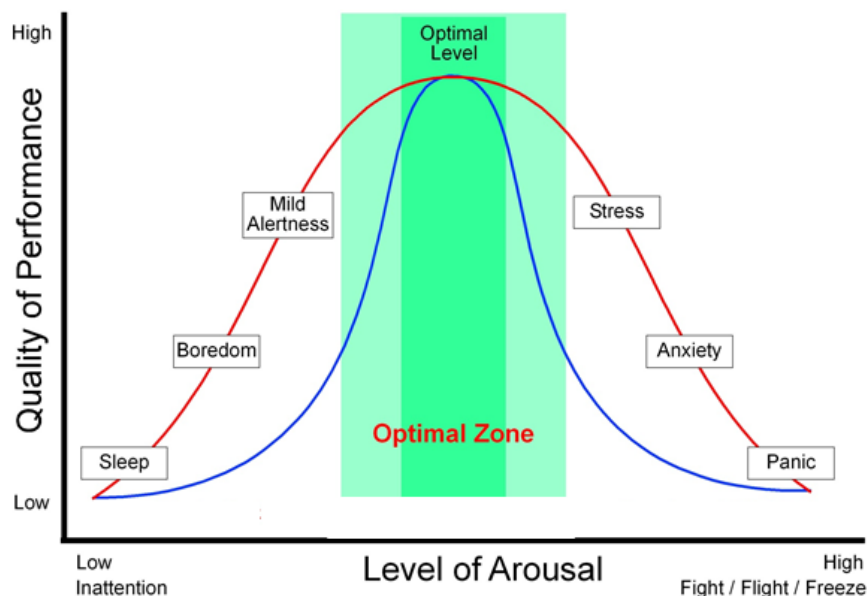 High
Optimal
Level
Quality of Performance
Mild
Alertness
Stress
Boredom
Anxiety
Optimal Zone
Sleep
Panic
Low
Low
Inattention
Level of Arousal
High
Fight / Flight / Freeze